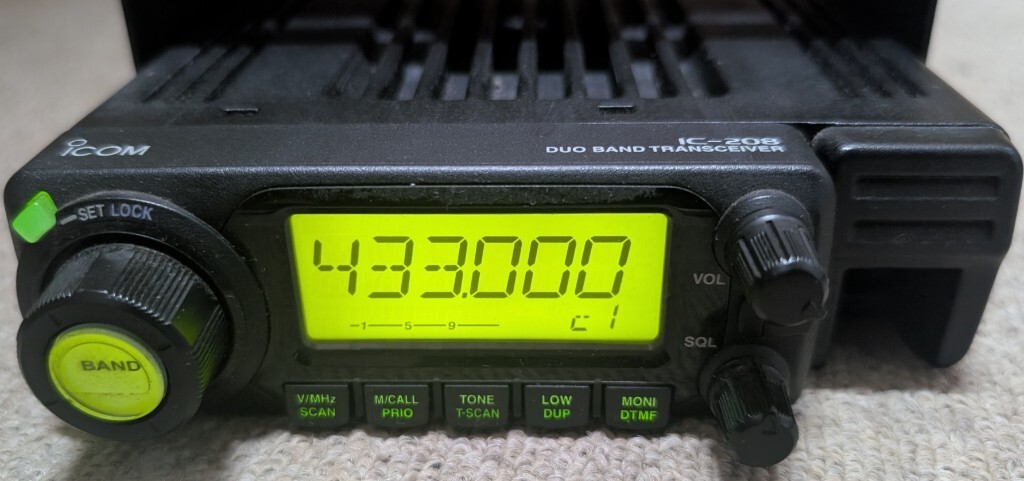 ICOM
IC-208
DUO BAND TRANSCEIVER
SET LOCK
433.000
1 5 9
C1
VOL
SQL
BAND
V/MHz
SCAN
M/CALL
PRIO
TONE
T-SCAN
LOW
DUP
MONI
DTMF